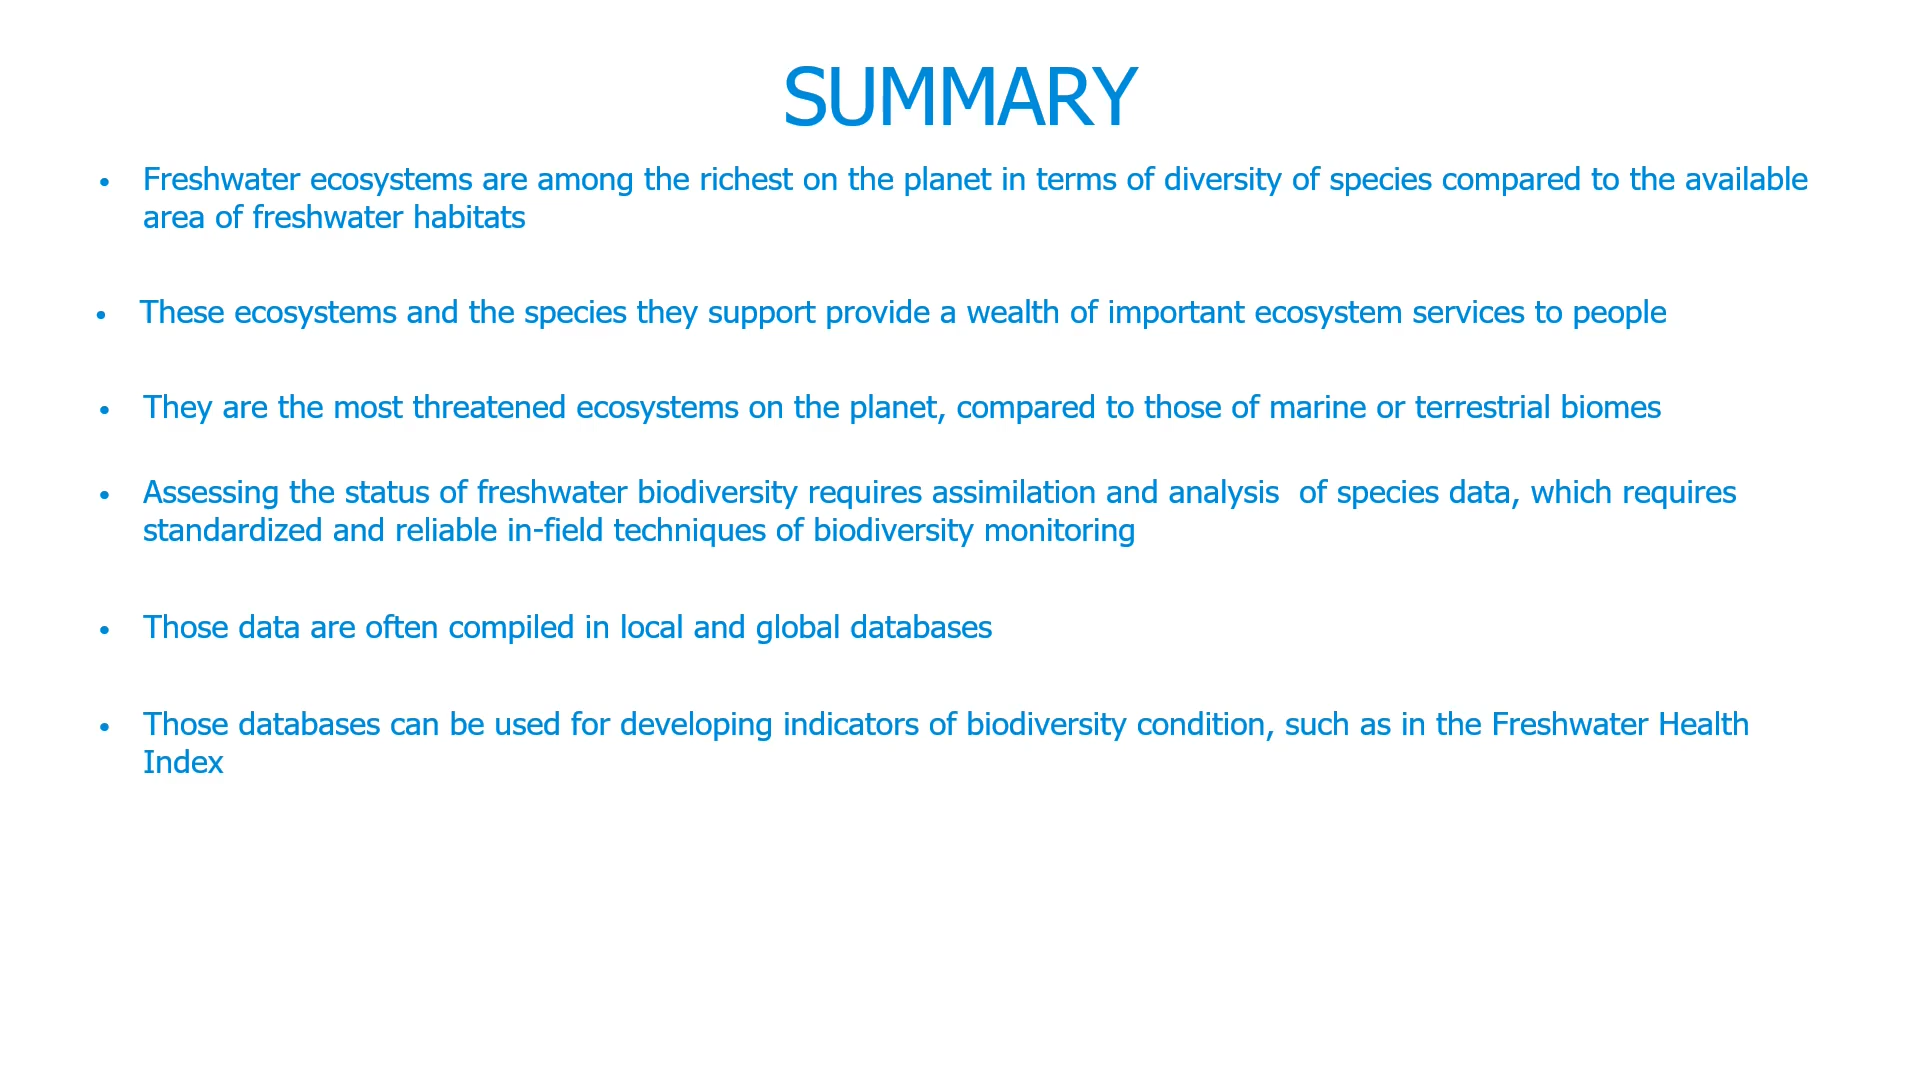 SUMMARY
• Freshwater ecosystems are among the richest on the planet in terms of diversity of species compared to the available
area of freshwater habitats
• These ecosystems and the species they support provide a wealth of important ecosystem services to people
• They are the most threatened ecosystems on the planet, compared to those of marine or terrestrial biomes
• Assessing the status of freshwater biodiversity requires assimilation and analysis  of species data, which requires
standardized and reliable in-field techniques of biodiversity monitoring
• Those data are often compiled in local and global databases
• Those databases can be used for developing indicators of biodiversity condition, such as in the Freshwater Health
Index